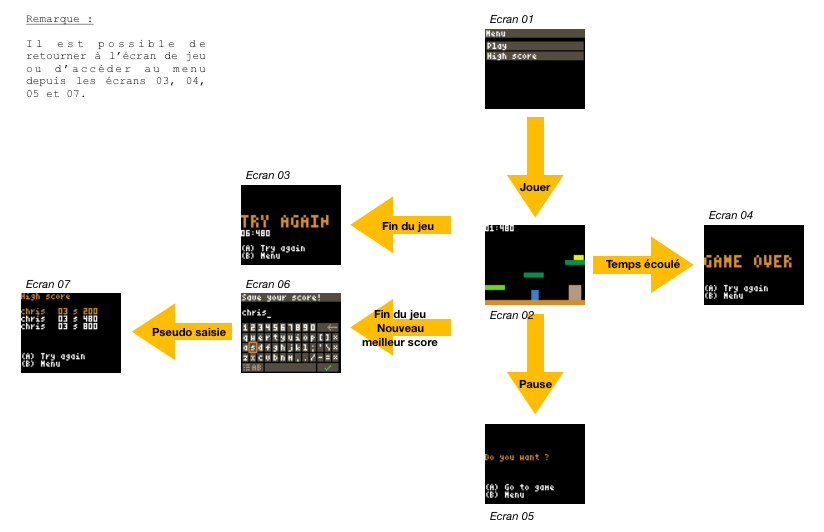 Remarque :
Il est possible de
retourner à l'écran de jeu
ou d'accéder au menu
depuis les écrans 03, 04,
05 et 07.
Ecran 01
Menu
Play
High score
Jouer
Ecran 03
TRY AGAIN
06:480
(A) Try again
(B) Menu
Fin du jeu
01:480
Ecran 02
Temps écoulé
Ecran 04
GAME OVER
(A) Try again
(B) Menu
Ecran 07
High score
chris 03 s 200
chris 03 s 480
chris 03 s 800
(A) Try again
(B) Menu
Pseudo saisie
Ecran 06
Save your score!
chris_
1 2 3 4 5 6 7 8 9 0 ←
q w e r t y u i o p [ ] ×
a s d f g h j k l ; ' \ ×
z x c v b n m , . / - = ×
AB
Fin du jeu
Nouveau
meilleur score
Pause
Do you want ?
(A) Go to game
(B) Menu
Ecran 05